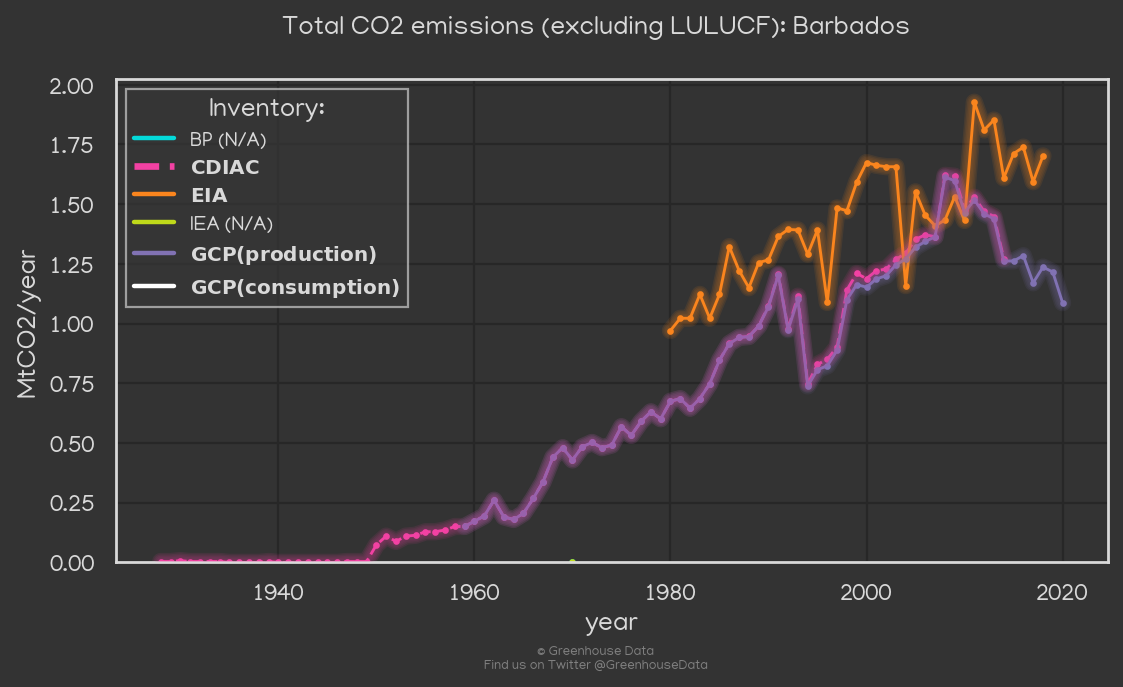 Total CO2 emissions (excluding LULUCF): Barbados
2.00
1.75
1.50
1.25
1.00
0.75
0.50
0.25
0.00
MtCO2/year
Inventory:
BP (N/A)
CDIAC
EIA
IEA (N/A)
GCP(production)
GCP(consumption)
1940
1960
1980
2000
2020
year
© Greenhouse Data
Find us on Twitter @GreenhouseData